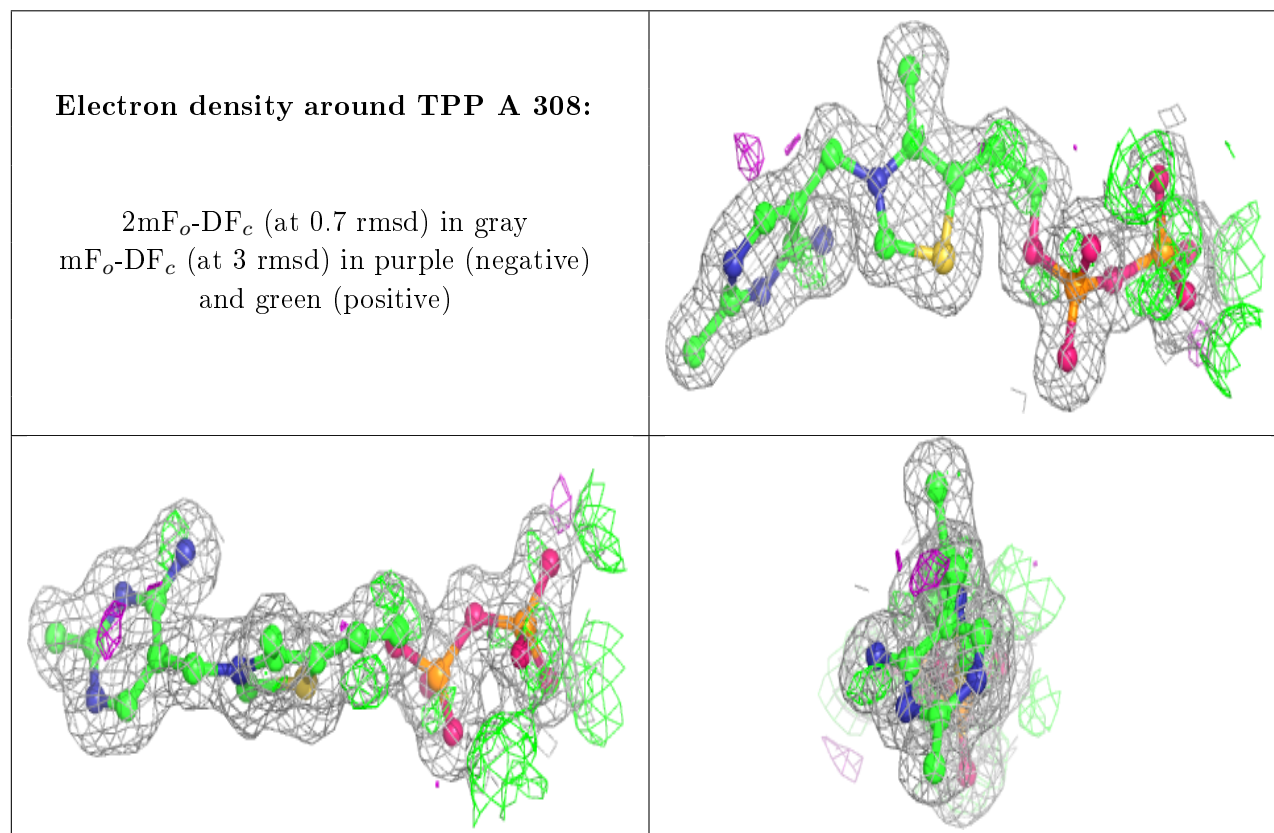 Electron density around TPP A 308:
2mFo-DFc (at 0.7 rmsd) in gray
mFo-DFc (at 3 rmsd) in purple (negative)
and green (positive)